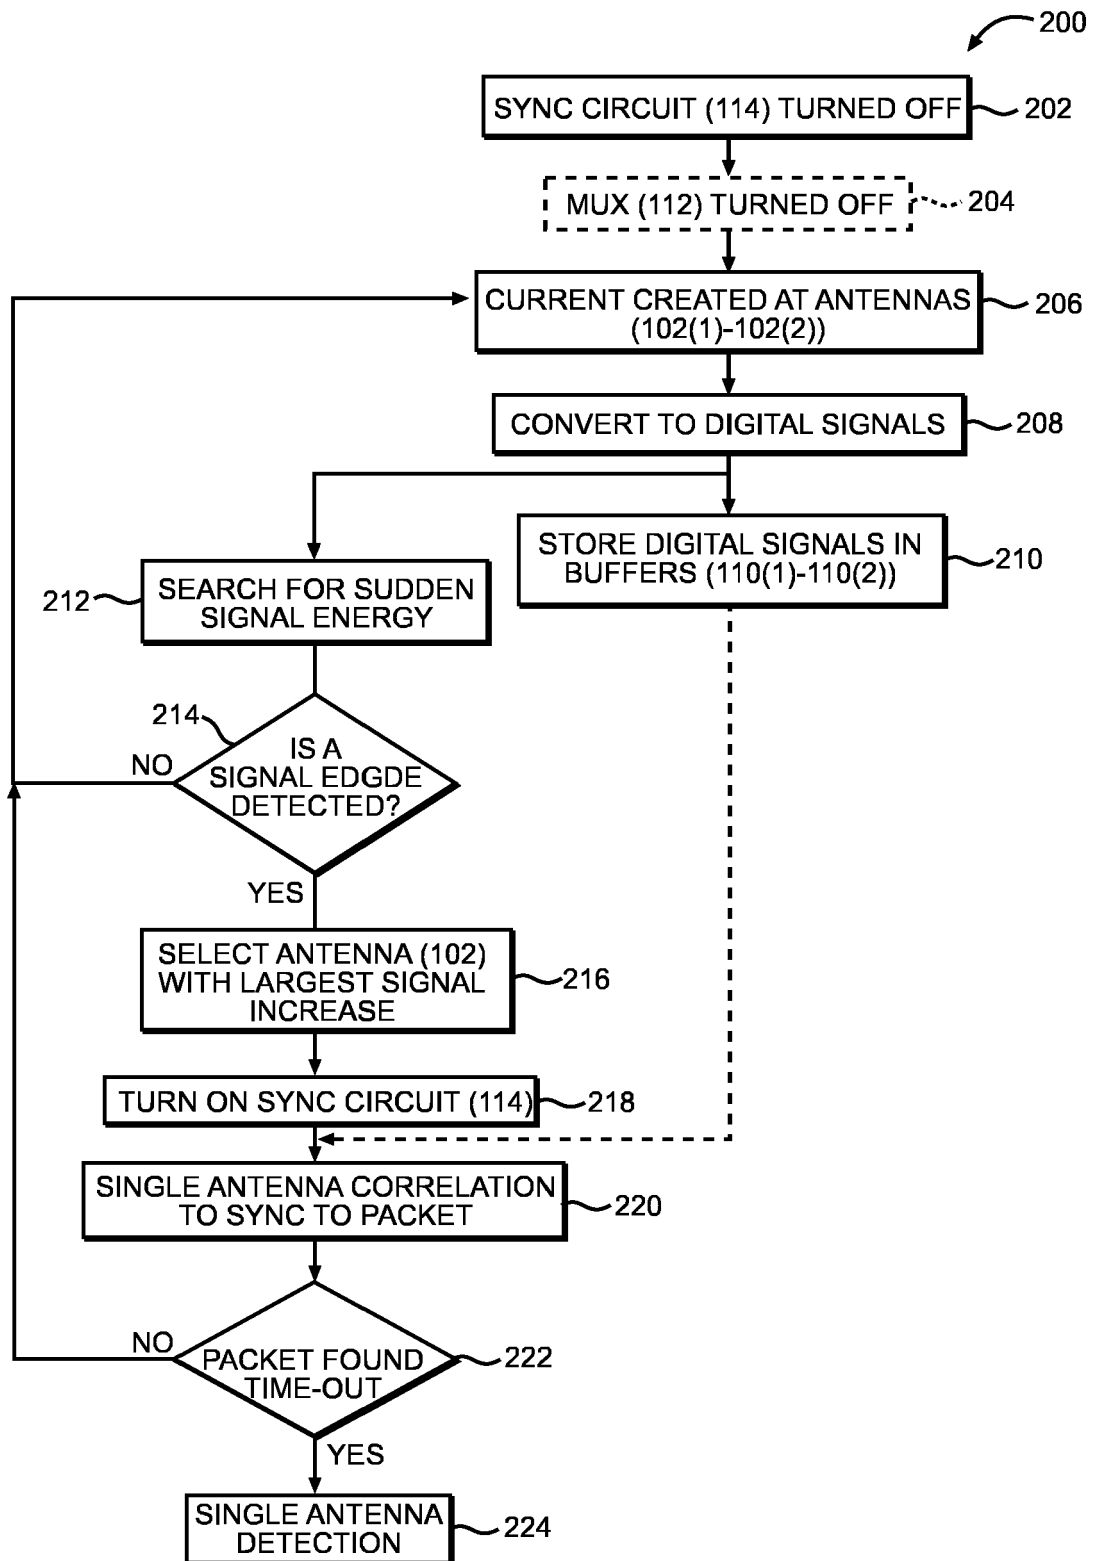 200
SYNC CIRCUIT (114) TURNED OFF
202
MUX (112) TURNED OFF
204
CURRENT CREATED AT ANTENNAS
(102(1)-102(2))
206
CONVERT TO DIGITAL SIGNALS
208
STORE DIGITAL SIGNALS IN
BUFFERS (110(1)-110(2))
210
212
SEARCH FOR SUDDEN
SIGNAL ENERGY
214
IS A
SIGNAL EDGDE
DETECTED?
NO
YES
SELECT ANTENNA (102)
WITH LARGEST SIGNAL
INCREASE
216
TURN ON SYNC CIRCUIT (114)
218
SINGLE ANTENNA CORRELATION
TO SYNC TO PACKET
220
NO
PACKET FOUND
TIME-OUT
222
YES
SINGLE ANTENNA
DETECTION
224